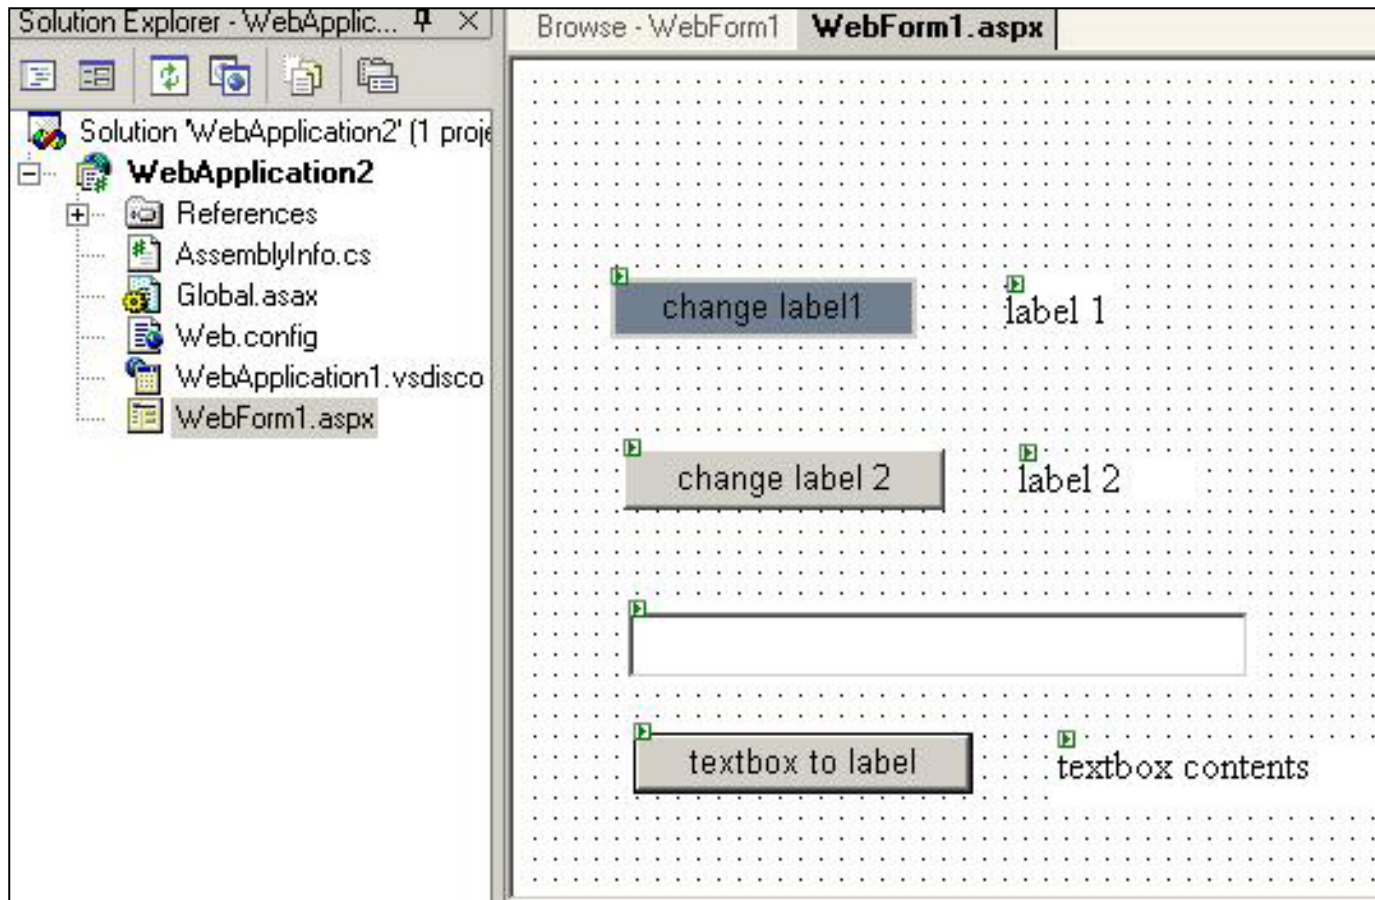 Solution Explorer - WebApplic...
Browse - WebForm1
WebForm1.aspx
Solution 'WebApplication2' (1 proje
WebApplication2
References
AssemblyInfo.cs
Global.asax
Web.config
WebApplication1.vsdisco
WebForm1.aspx
change label1
label 1
change label 2
label 2
textbox to label
textbox contents